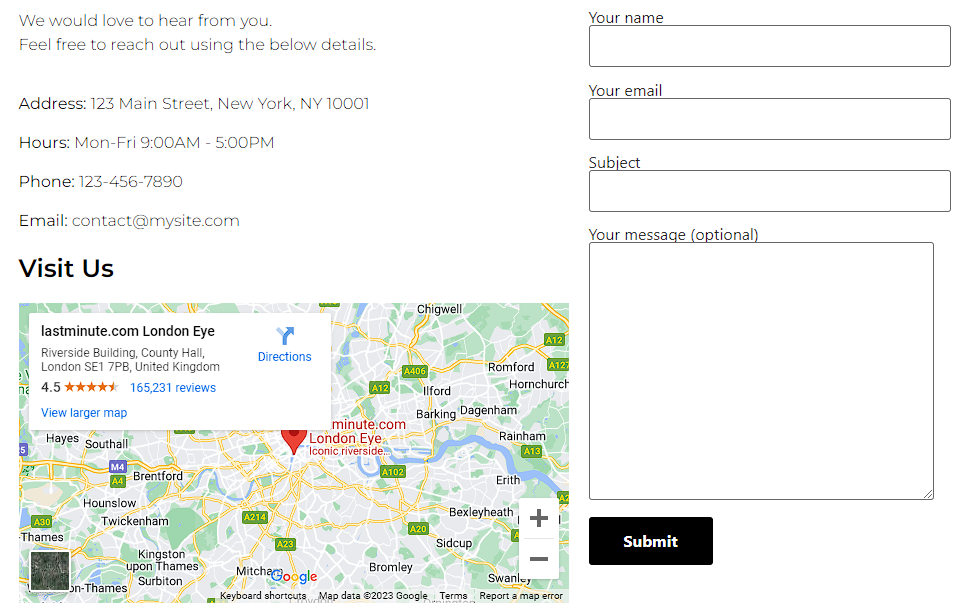 We would love to hear from you.
Feel free to reach out using the below details.
Address: 123 Main Street, New York, NY 10001
Hours: Mon-Fri 9:00AM - 5:00PM
Phone: 123-456-7890
Email: contact@mysite.com
Visit Us
lastminute.com London Eye
Riverside Building, County Hall,
London SE1 7PB, United Kingdom
4.5 165,231 reviews
View larger map
Directions
Chigwell
A12
A127
A406
Romford
Hornchurch
A12
Ilford
Barking
Dagenham
minute.com
London Eye
Iconic riverside...
Rainham
A13
Hayes
Southall
M4
A4
Brentford
A102
Erith
Hounslow
A30
Twickenham
A214
A20
Bexleyheath
-Thames
A23
Sidcup
Kingston
upon Thames
Surbiton
Bromley
Swanley
-on-Thames
Google
Keyboard shortcuts
Map data ©2023 Google
Terms
Report a map error
Your name
Your email
Subject
Your message (optional)
Submit